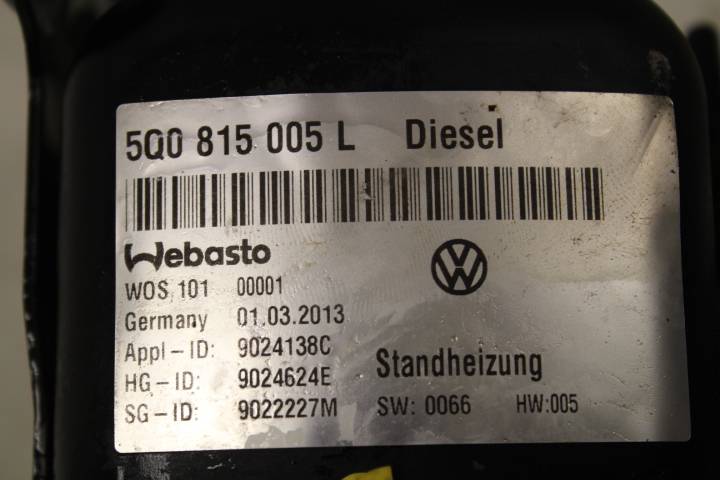 5Q0 815 005 L Diesel
Webasto
WOS 101 00001
Germany 01.03.2013
Appl-ID: 9024138C
HG-ID: 9024624E Standheizung
SG-ID: 9022227M SW: 0066 HW:005